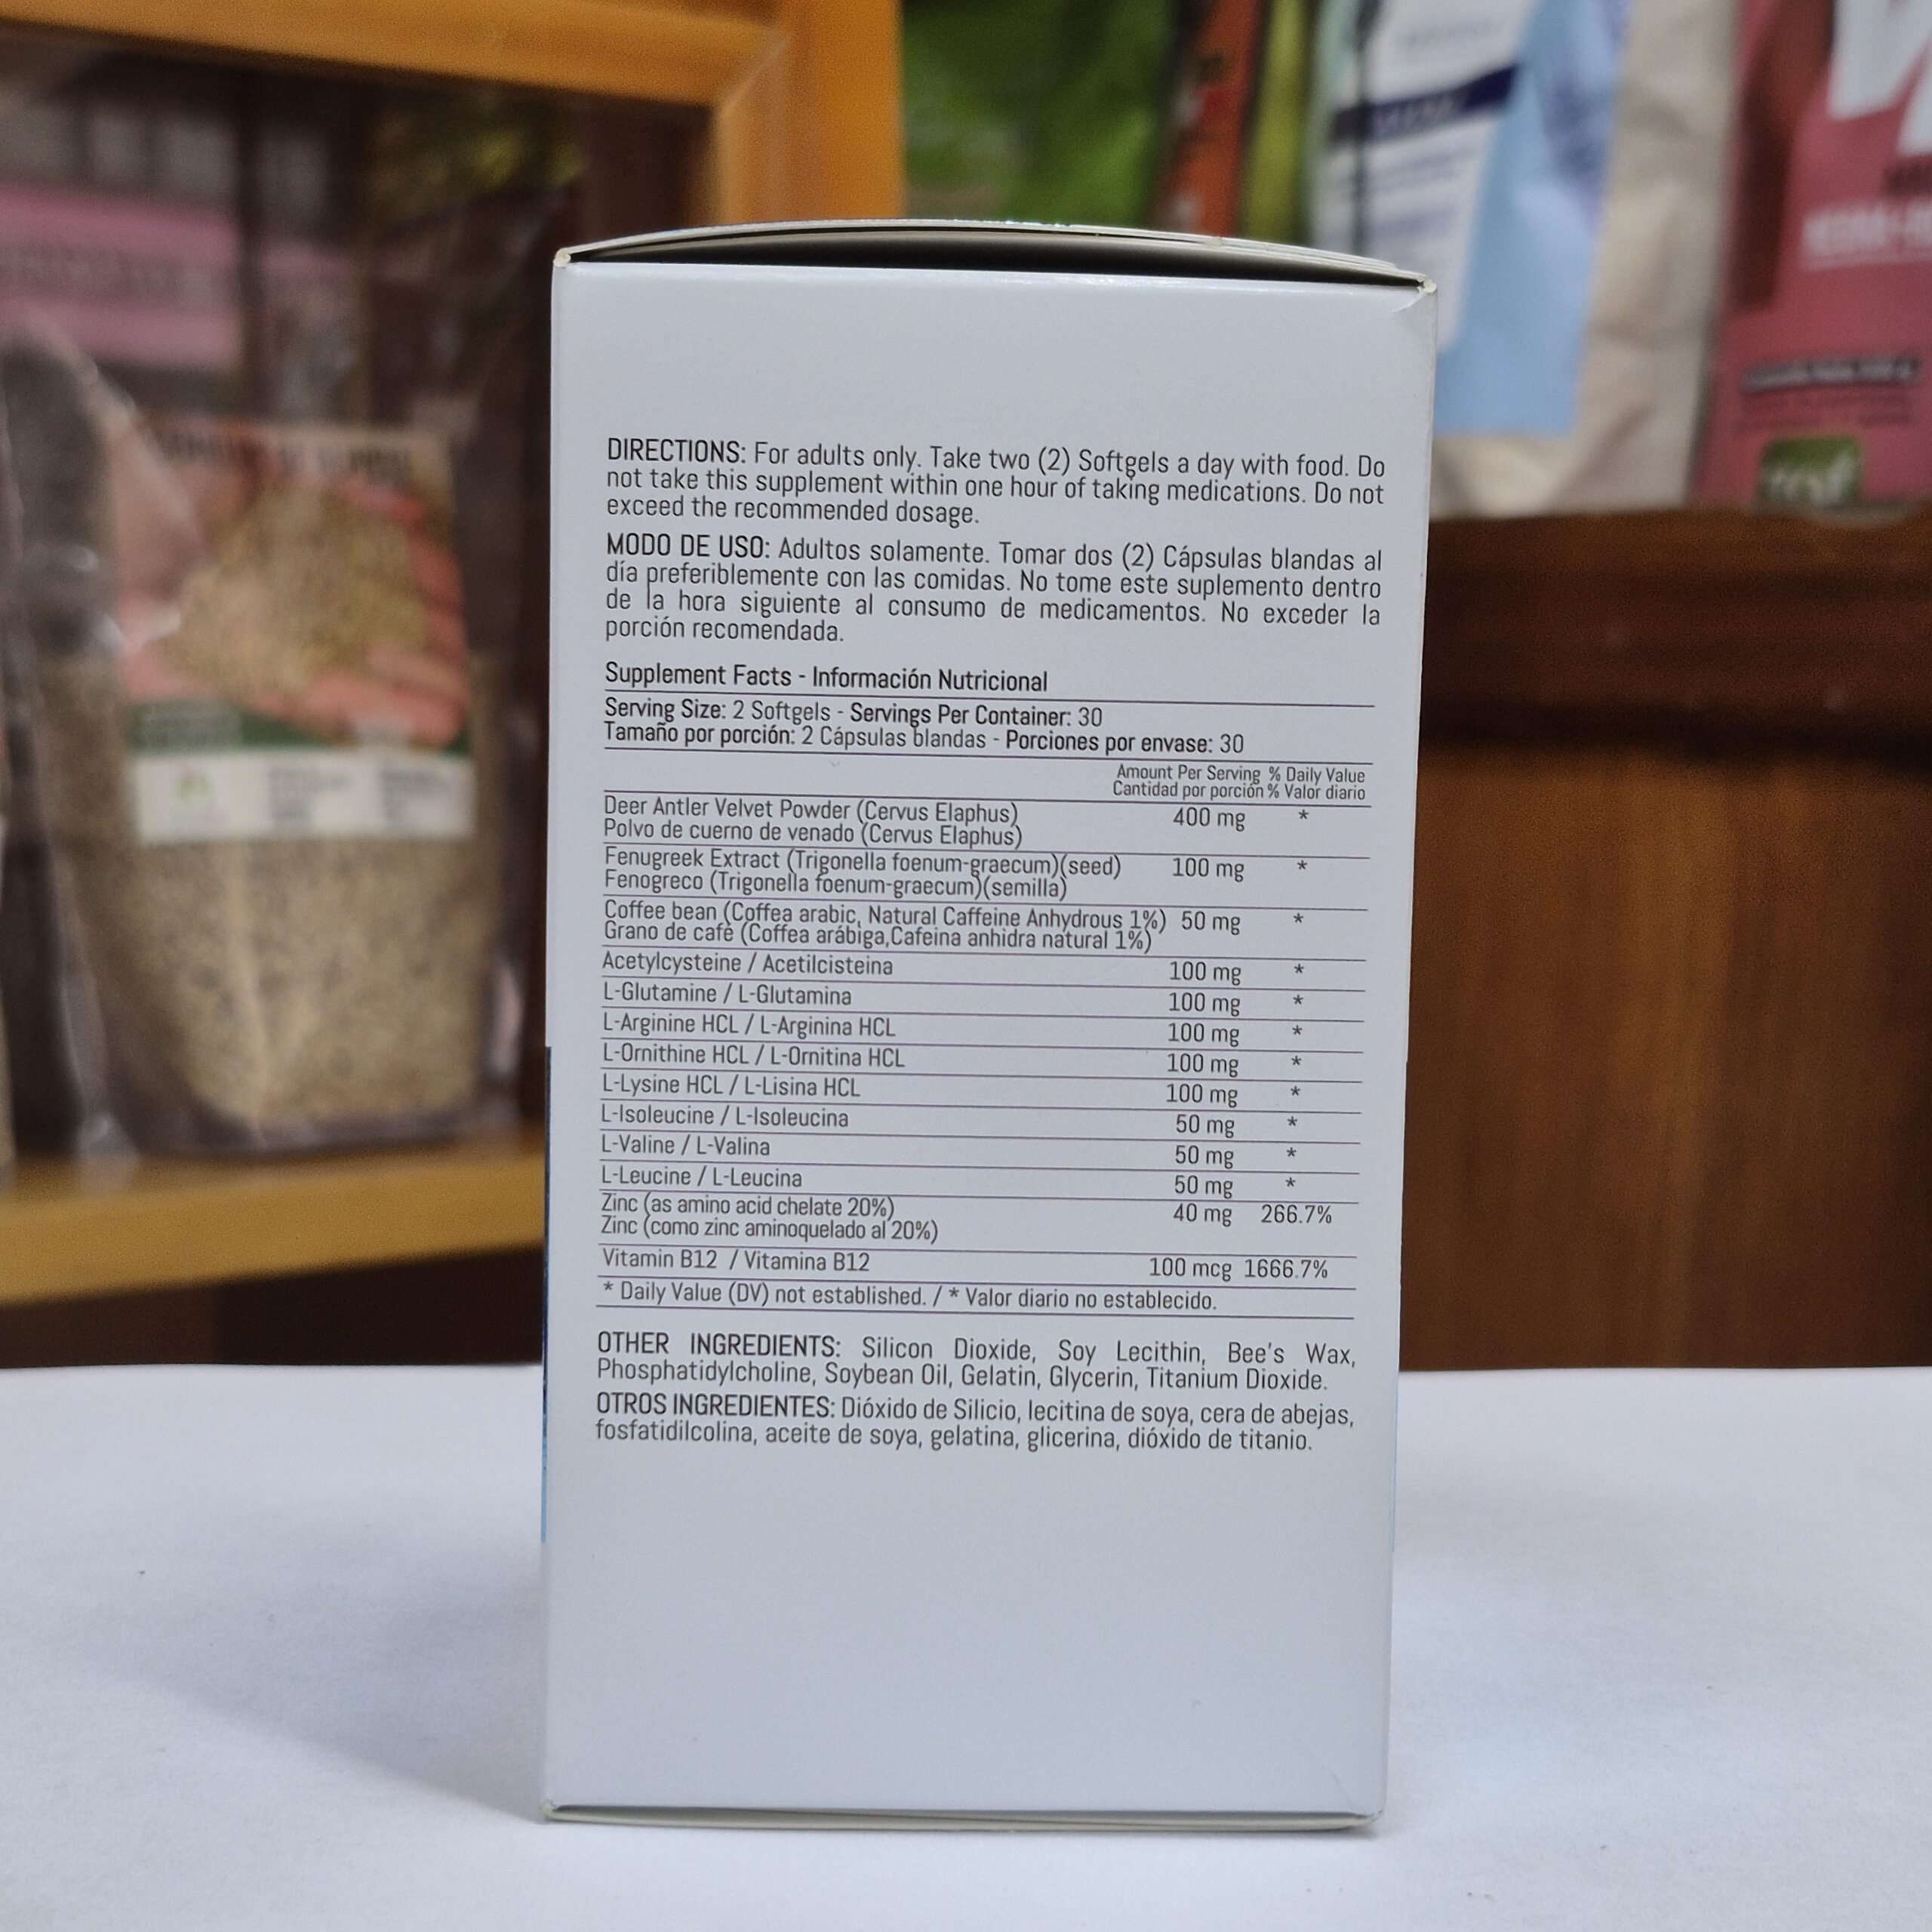 DIRECTIONS: For adults only. Take two (2) Softgels a day with food. Do
not take this supplement within one hour of taking medications. Do not
exceed the recommended dosage.
MODO DE USO: Adultos solamente. Tomar dos (2) Cápsulas blandas al
día preferiblemente con las comidas. No tome este suplemento dentro
de la hora siguiente al consumo de medicamentos. No exceder la
porción recomendada.
Supplement Facts - Información Nutricional
Serving Size: 2 Softgels - Servings Per Container: 30
Tamaño por porción: 2 Cápsulas blandas - Porciones por envase: 30
Amount Per Serving % Daily Value
Cantidad por porción % Valor diario
Deer Antler Velvet Powder (Cervus Elaphus) 400 mg *
Polvo de cuerno de venado (Cervus Elaphus)
Fenugreek Extract (Trigonella foenum-graecum)(seed) 100 mg *
Fenogreco (Trigonella foenum-graecum)(semilla)
Coffee bean (Coffea arabic, Natural Caffeine Anhydrous 1%) 50 mg *
Grano de cafè (Coffea arábiga,Cafeina anhidra natural 1%)
Acetylcysteine / Acetilcisteina 100 mg *
L-Glutamine / L-Glutamina 100 mg *
L-Arginine HCL / L-Arginina HCL 100 mg *
L-Ornithine HCL / L-Ornitina HCL 100 mg *
L-Lysine HCL / L-Lisina HCL 100 mg *
L-Isoleucine / L-Isoleucina 50 mg *
L-Valine / L-Valina 50 mg *
L-Leucine / L-Leucina 50 mg *
Zinc (as amino acid chelate 20%) 40 mg 266.7%
Zinc (como zinc aminoquelado al 20%)
Vitamin B12 / Vitamina B12 100 mcg 1666.7%
* Daily Value (DV) not established. / * Valor diario no establecido.
OTHER INGREDIENTS: Silicon Dioxide, Soy Lecithin, Bee's Wax,
Phosphatidylcholine, Soybean Oil, Gelatin, Glycerin, Titanium Dioxide.
OTROS INGREDIENTES: Dióxido de Silicio, lecitina de soya, cera de abejas,
fosfatidilcolina, aceite de soya, gelatina, glicerina, dióxido de titanio.